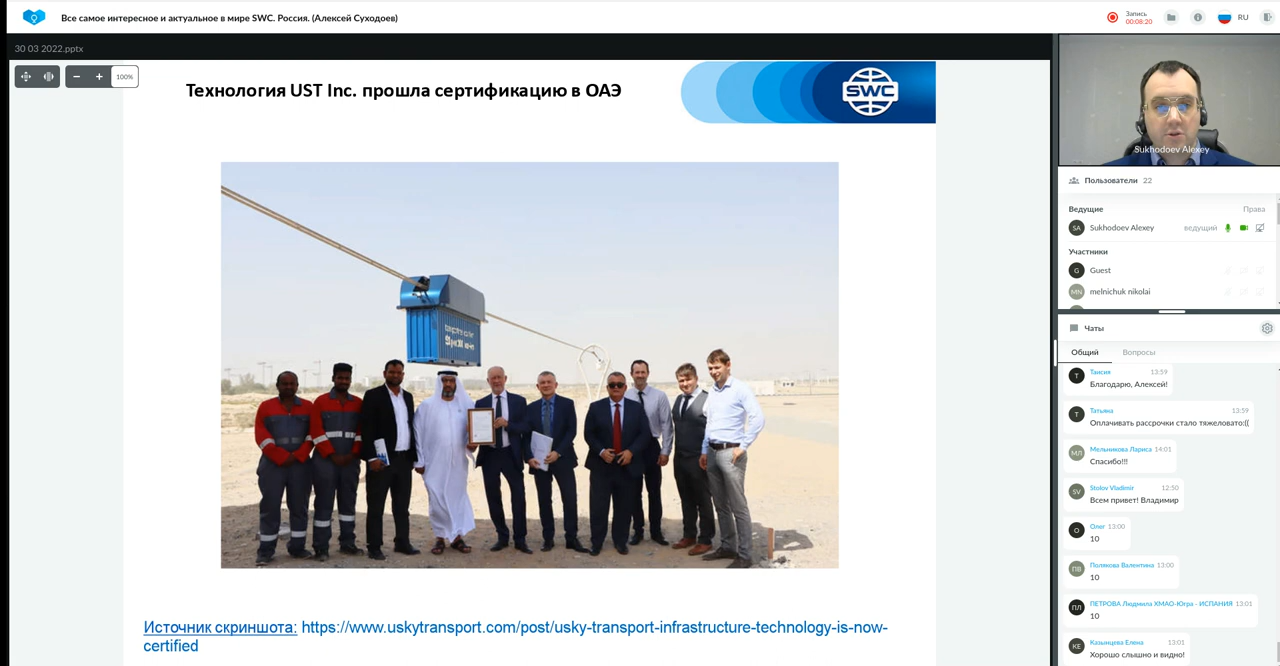 Все самое интересное и актуальное в мире SWC. Россия. (Алексей Суходоев)
Запись
00:08:20
RU
30 03 2022.pptx
100%
Технология UST Inc. прошла сертификацию в ОАЭ
SWC
Источник скриншота: https://www.uskytransport.com/post/usky-transport-infrastructure-technology-is-now-
certified
Sukhodoev Alexey
Пользователи 22
Ведущие Права
SA Sukhodoev Alexey ведущий
Участники
G Guest
MN melnichuk nikolai
Чаты
Общий Вопросы
Т Таисия 13:59
Благодарю, Алексей!
Т Татьяна 13:59
Оплачивать рассрочки стало тяжеловато:((
МЛ Мельникова Лариса 14:01
Спасибо!!!
SV Stolov Vladimir 12:50
Всем привет! Владимир
О Олег 13:00
10
ПВ Полякова Валентина 13:00
10
ПЛ ПЕТРОВА Людмила ХМАО-Югра - ИСПАНИЯ 13:01
10
КЕ Казынцева Елена 13:01
Хорошо слышно и видно!